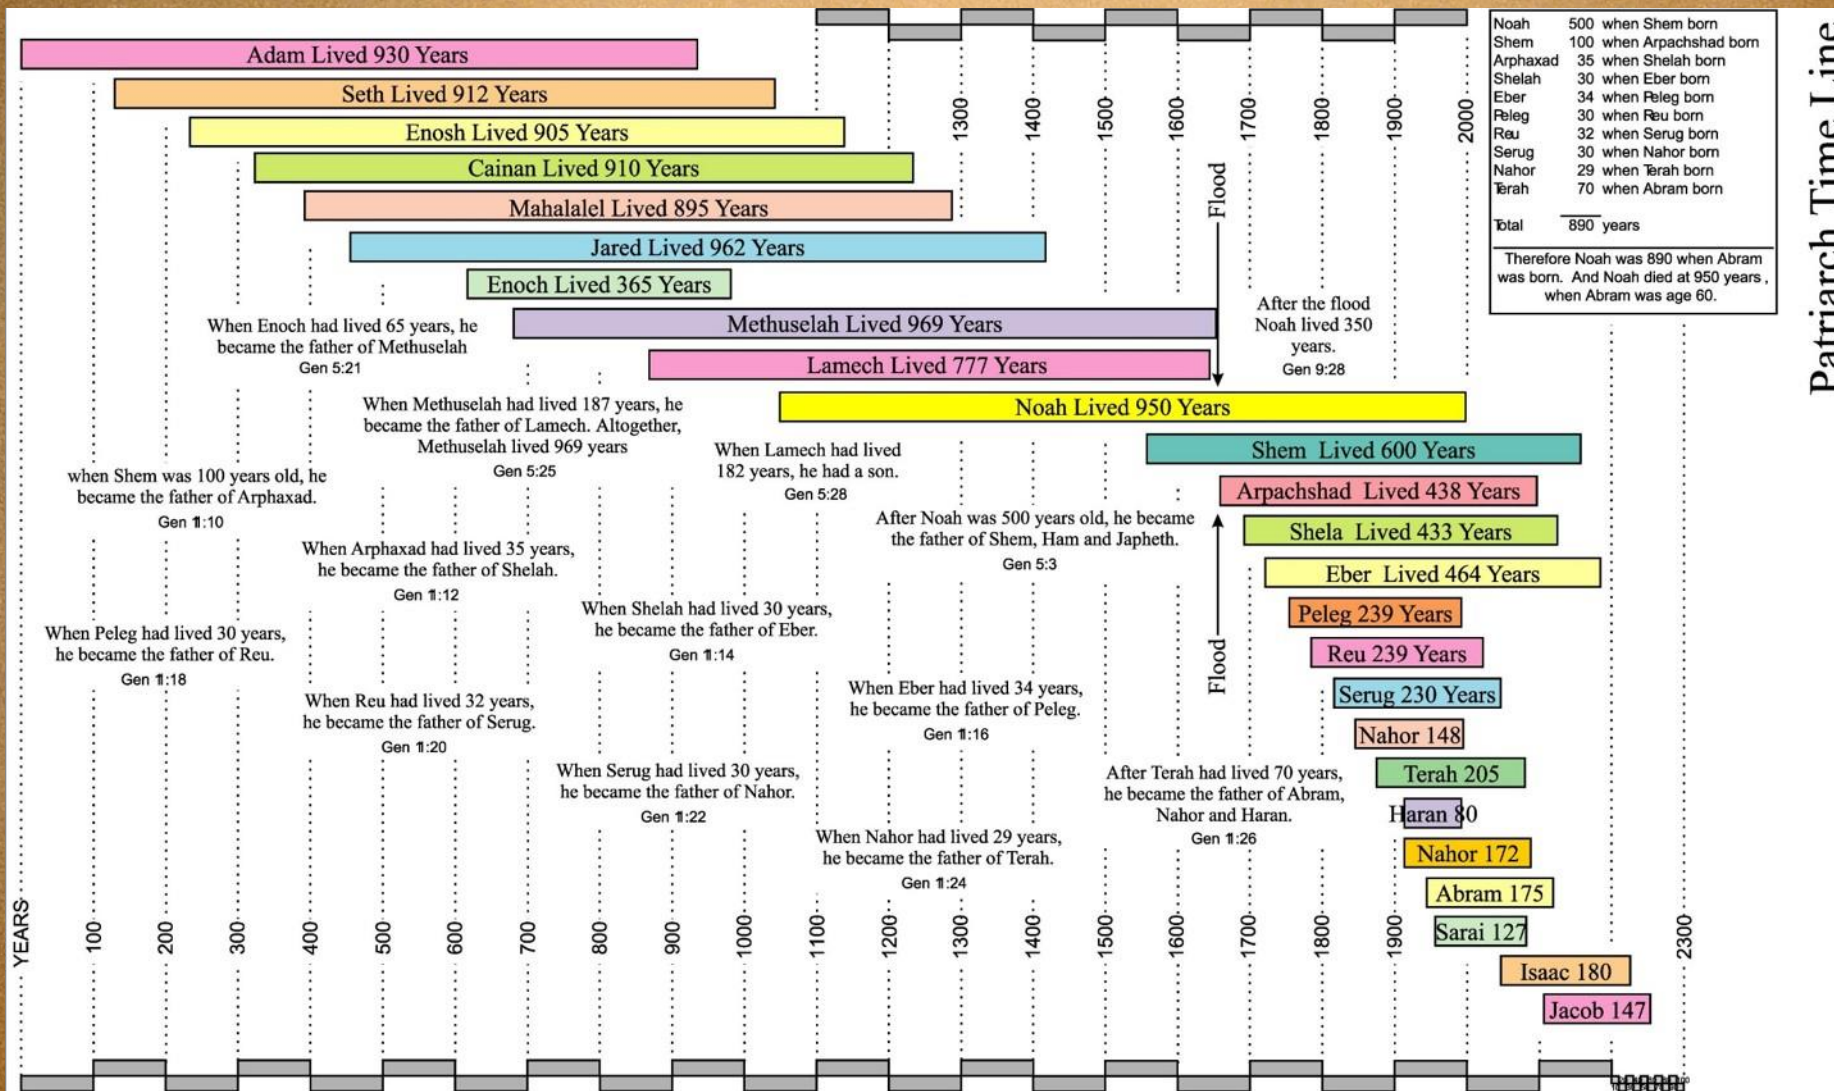 Patriarch Time Line
Adam Lived 930 Years
Seth Lived 912 Years
Enosh Lived 905 Years
Cainan Lived 910 Years
Mahalalel Lived 895 Years
Jared Lived 962 Years
Enoch Lived 365 Years
Methuselah Lived 969 Years
Lamech Lived 777 Years
Noah Lived 950 Years
Shem Lived 600 Years
Arpachshad Lived 438 Years
Shela Lived 433 Years
Eber Lived 464 Years
Peleg 239 Years
Reu 239 Years
Serug 230 Years
Nahor 148
Terah 205
Haran 80
Nahor 172
Abram 175
Sarai 127
Isaac 180
Jacob 147
1300 1400 1500 1600 1700 1800 1900 2000
Flood
Flood
Noah 500 when Shem born
Shem 100 when Arpachshad born
Arphaxad 35 when Shelah born
Shelah 30 when Eber born
Eber 34 when Peleg born
Peleg 30 when Reu born
Reu 32 when Serug born
Serug 30 when Nahor born
Nahor 29 when Terah born
Terah 70 when Abram born
Total 890 years
Therefore Noah was 890 when Abram
was born. And Noah died at 950 years,
when Abram was age 60.
After the flood
Noah lived 350
years.
Gen 9:28
When Enoch had lived 65 years, he
became the father of Methuselah
Gen 5:21
When Methuselah had lived 187 years, he
became the father of Lamech. Altogether,
Methuselah lived 969 years
Gen 5:25
When Lamech had lived
182 years, he had a son.
Gen 5:28
when Shem was 100 years old, he
became the father of Arphaxad.
Gen 11:10
After Noah was 500 years old, he became
the father of Shem, Ham and Japheth.
Gen 5:3
When Arphaxad had lived 35 years,
he became the father of Shelah.
Gen 11:12
When Shelah had lived 30 years,
he became the father of Eber.
Gen 11:14
When Peleg had lived 30 years,
he became the father of Reu.
Gen 11:18
When Reu had lived 32 years,
he became the father of Serug.
Gen 11:20
When Eber had lived 34 years,
he became the father of Peleg.
Gen 11:16
When Serug had lived 30 years,
he became the father of Nahor.
Gen 11:22
After Terah had lived 70 years,
he became the father of Abram,
Nahor and Haran.
Gen 11:26
When Nahor had lived 29 years,
he became the father of Terah.
Gen 11:24
YEARS 100 200 300 400 500 600 700 800 900 1000 1100 1200 1300 1400 1500 1600 1700 1800 1900 22300